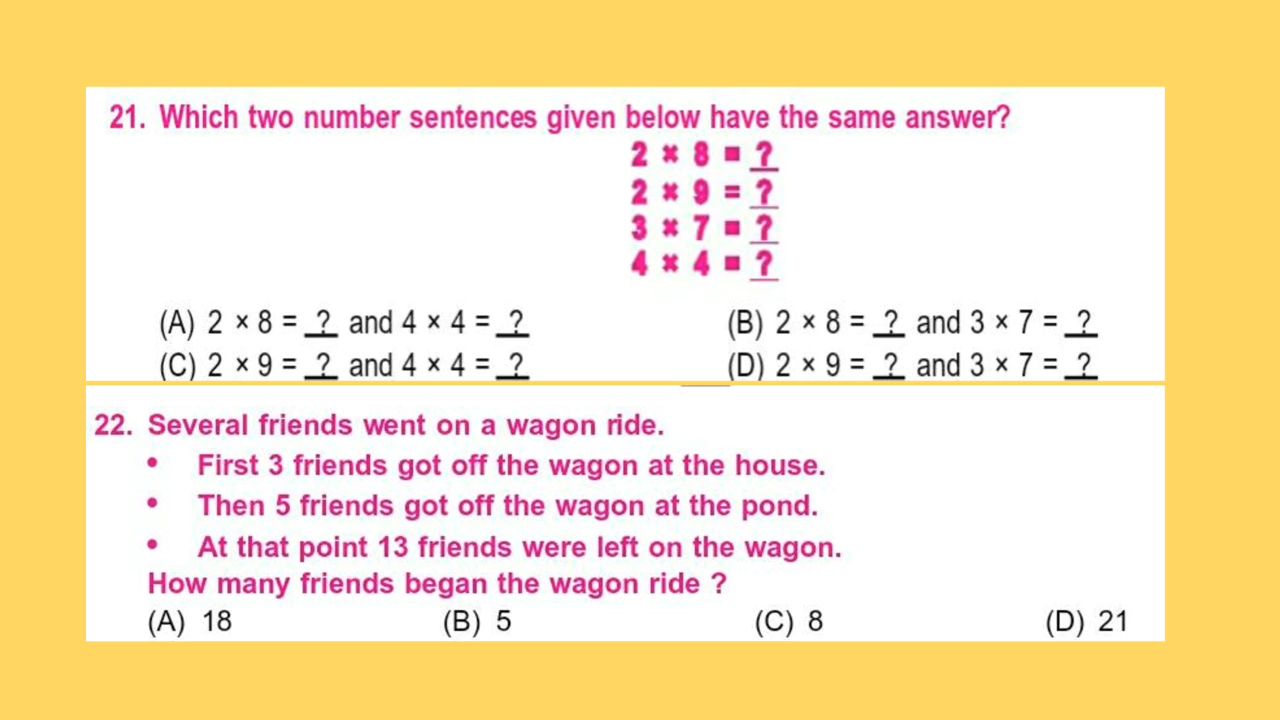 21. Which two number sentences given below have the same answer?
2 × 8 = ?
2 × 9 = ?
3 × 7 = ?
4 × 4 = ?
(A) 2 × 8 = ? and 4 × 4 = ? (B) 2 × 8 = ? and 3 × 7 = ?
(C) 2 × 9 = ? and 4 × 4 = ? (D) 2 × 9 = ? and 3 × 7 = ?
22. Several friends went on a wagon ride.
• First 3 friends got off the wagon at the house.
• Then 5 friends got off the wagon at the pond.
• At that point 13 friends were left on the wagon.
How many friends began the wagon ride ?
(A) 18 (B) 5 (C) 8 (D) 21